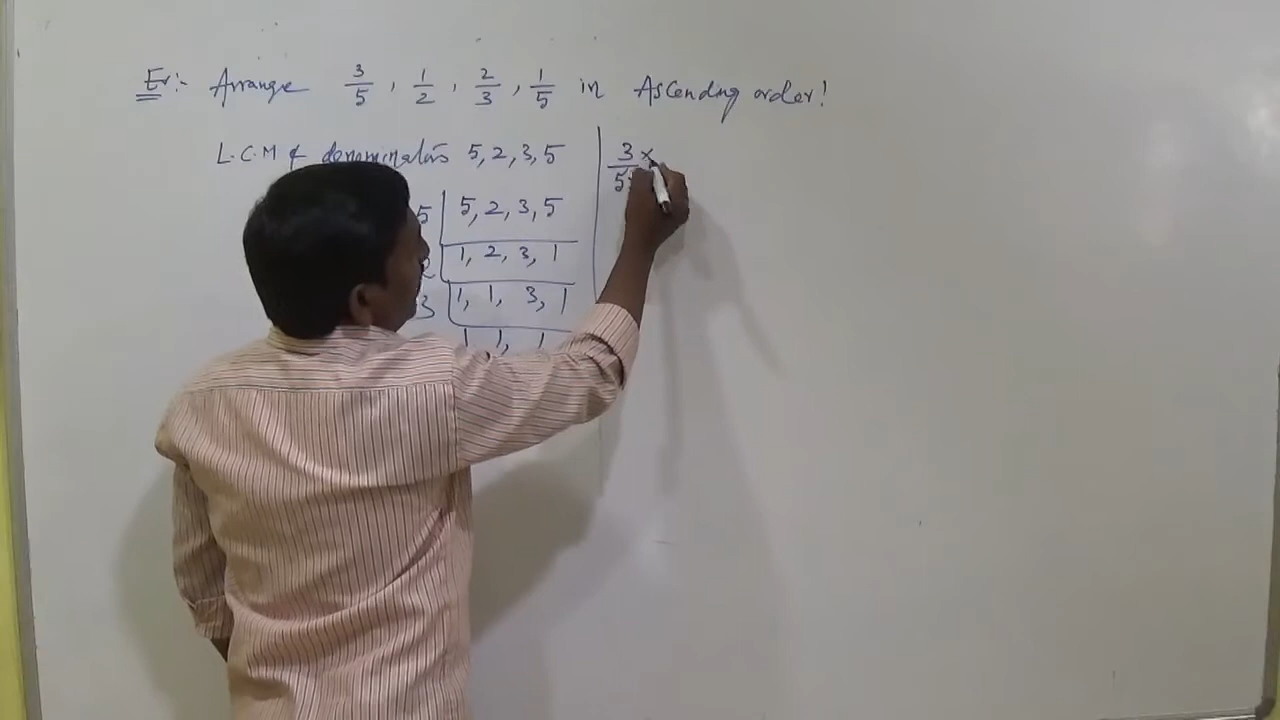 Ex:- Arrange 3/5 , 1/2 , 2/3 , 1/5 in Ascending order!
L.C.M of denominators 5, 2, 3, 5
5 | 5, 2, 3, 5
2 | 1, 2, 3, 1
3 | 1, 1, 3, 1
1, 1, 1
3 ×
5